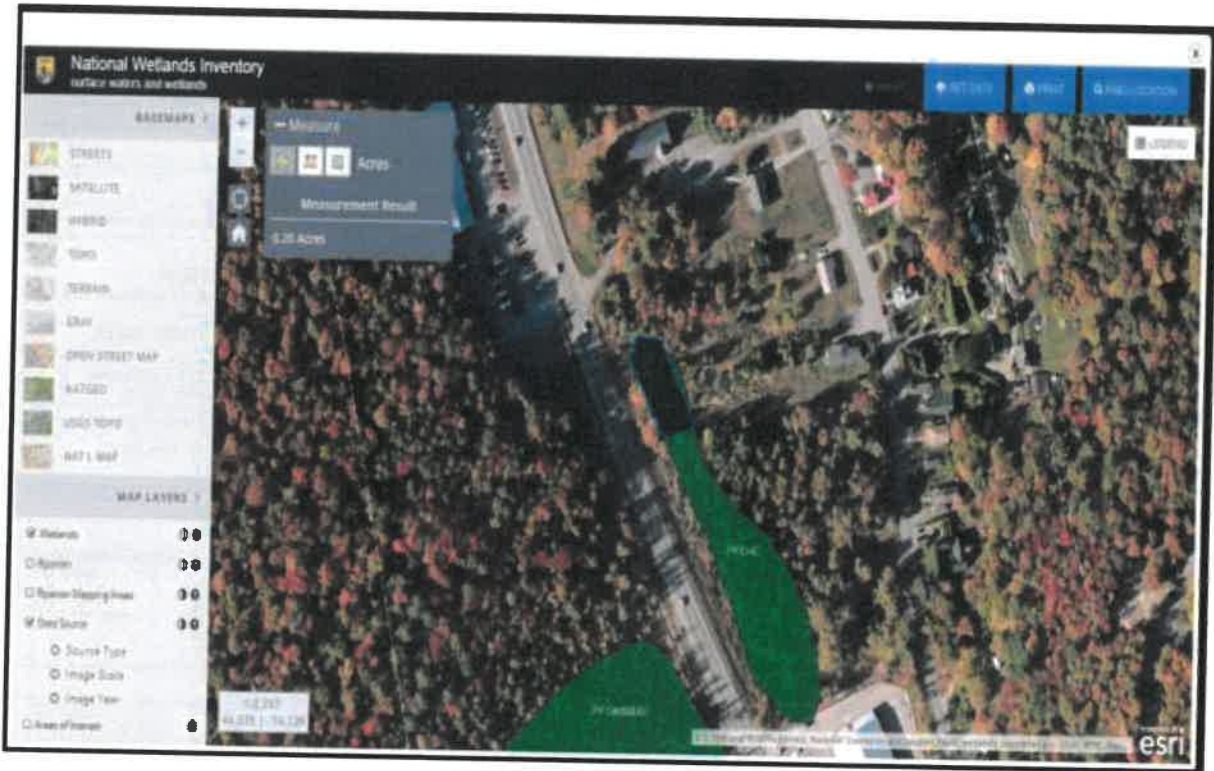 National Wetlands Inventory
surface waters and wetlands
PRINT
FIND LOCATION
BASEMAPS >
STREETS
SATELLITE
HYBRID
TOPO
TERRAIN
GRAY
OPEN STREET MAP
NATGEO
USGS TOPO
NAT'L MAP
MAP LAYERS >
Wetlands
Riparian
Riparian Mapping Areas
Data Source
Source Type
Image Scale
Image Year
Areas of Interest
+
−
Measure
Acres
Measurement Result
0.20 Acres
LEGEND
esri